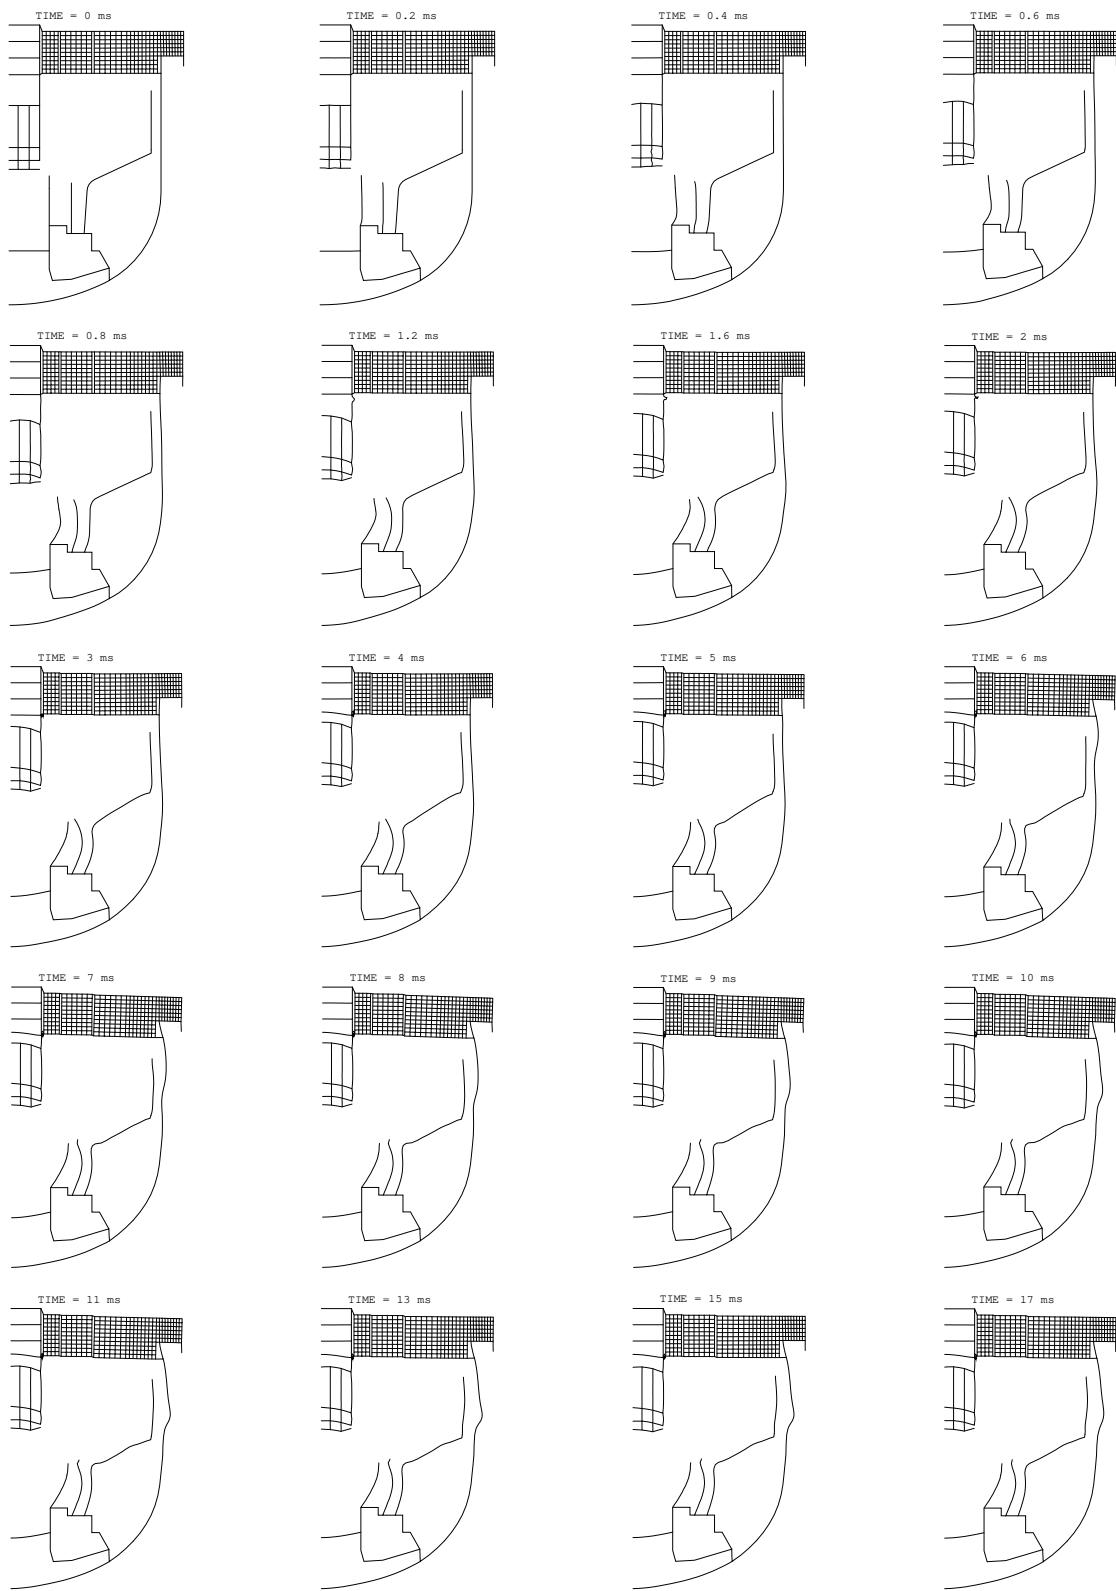 TIME = 0 ms
TIME = 0.2 ms
TIME = 0.4 ms
TIME = 0.6 ms
TIME = 0.8 ms
TIME = 1.2 ms
TIME = 1.6 ms
TIME = 2 ms
TIME = 3 ms
TIME = 4 ms
TIME = 5 ms
TIME = 6 ms
TIME = 7 ms
TIME = 8 ms
TIME = 9 ms
TIME = 10 ms
TIME = 11 ms
TIME = 13 ms
TIME = 15 ms
TIME = 17 ms